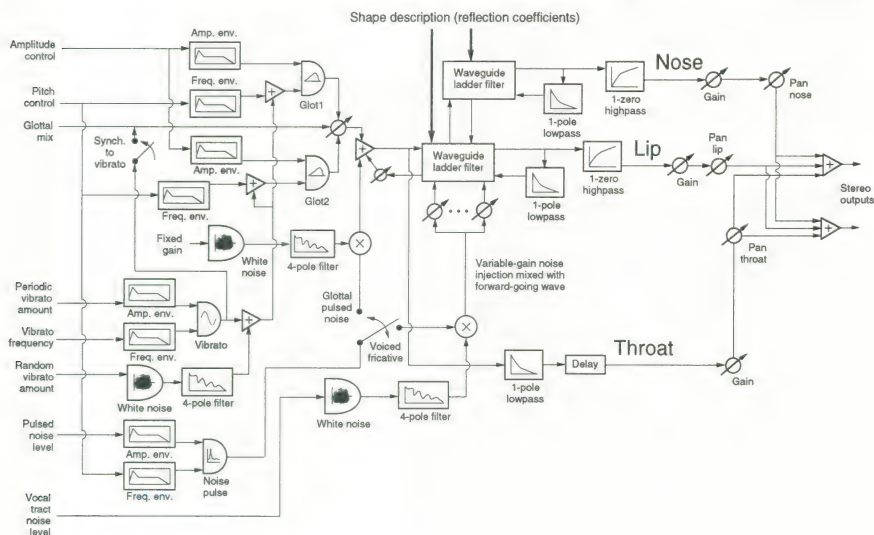 Shape description (reflection coefficients)
Amp. env.
Amplitude
control
Freq. env.
Glot1
Pitch
control
Glottal
mix
Synch.
to
vibrato
Amp. env.
Glot2
Freq. env.
Fixed
gain
White
noise
4-pole filter
Waveguide
ladder filter
1-pole
lowpass
1-zero
highpass
Nose
Gain
Pan
nose
Waveguide
ladder filter
1-pole
lowpass
1-zero
highpass
Lip
Gain
Pan
lip
Stereo
outputs
Pan
throat
Variable-gain noise
injection mixed with
forward-going wave
Glottal
pulsed
noise
Voiced
fricative
Periodic
vibrato
amount
Amp. env.
Vibrato
Vibrato
frequency
Freq. env.
Random
vibrato
amount
White noise
4-pole filter
1-pole
lowpass
Delay
Throat
Gain
White noise
4-pole filter
Pulsed
noise
level
Amp. env.
Noise
pulse
Freq. env.
Vocal
tract
noise
level